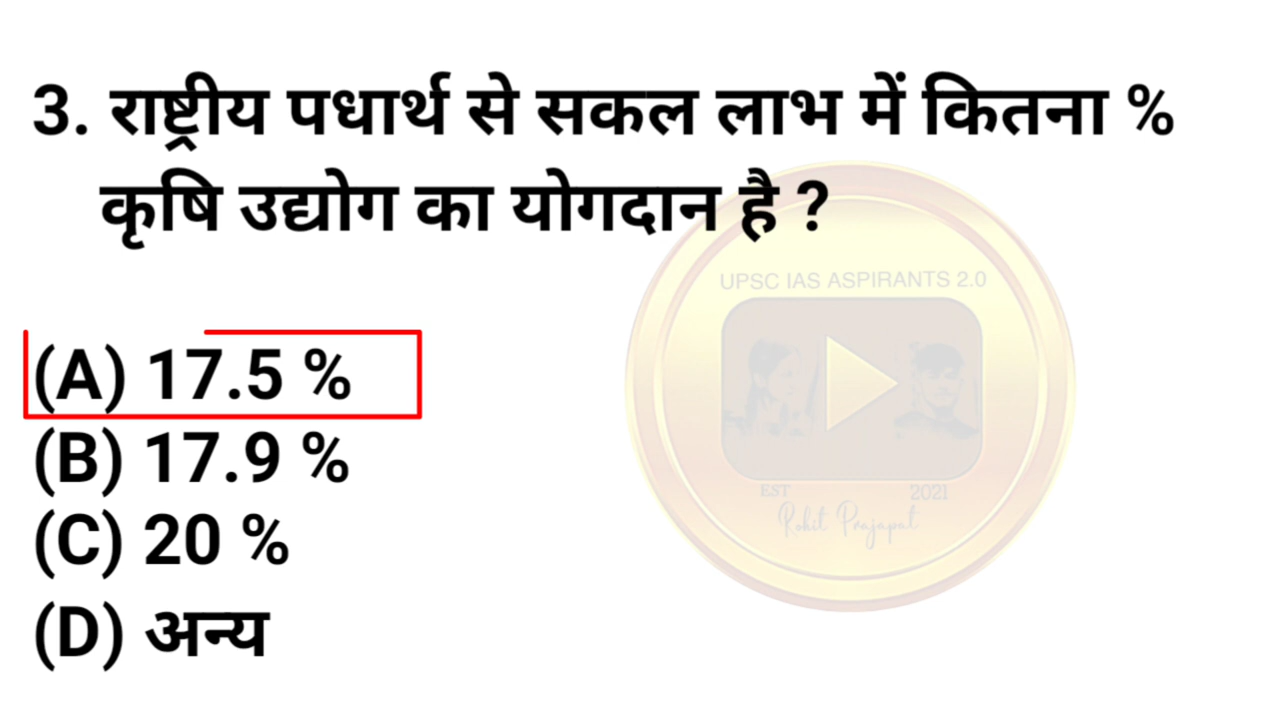 3. राष्ट्रीय पधार्थ से सकल लाभ में कितना %
कृषि उद्योग का योगदान है ?
(A) 17.5 %
(B) 17.9 %
(C) 20 %
(D) अन्य
UPSC IAS ASPIRANTS 2.0
EST 2021
Rohit Prajapat